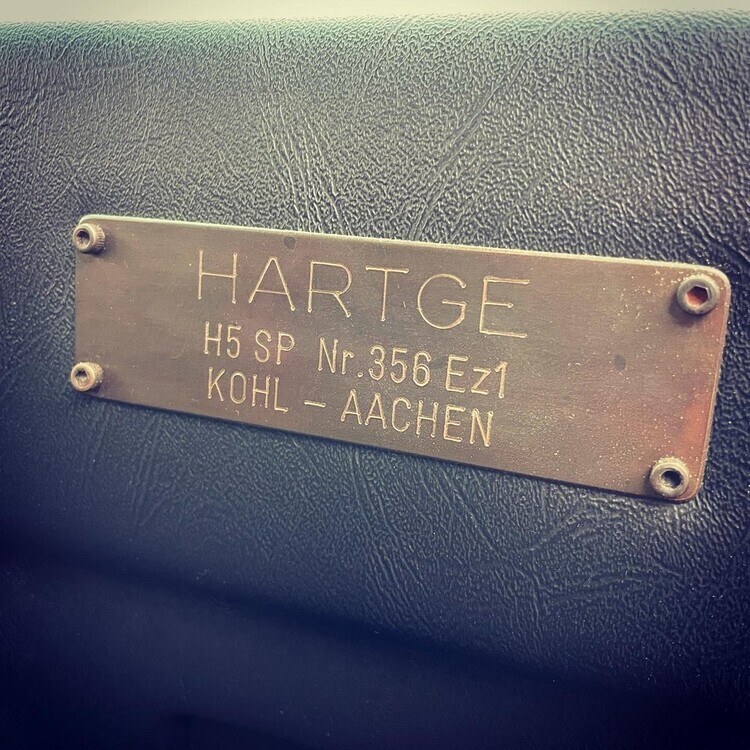 HARTGE
H5 SP Nr.356 Ez1
KOHL – AACHEN